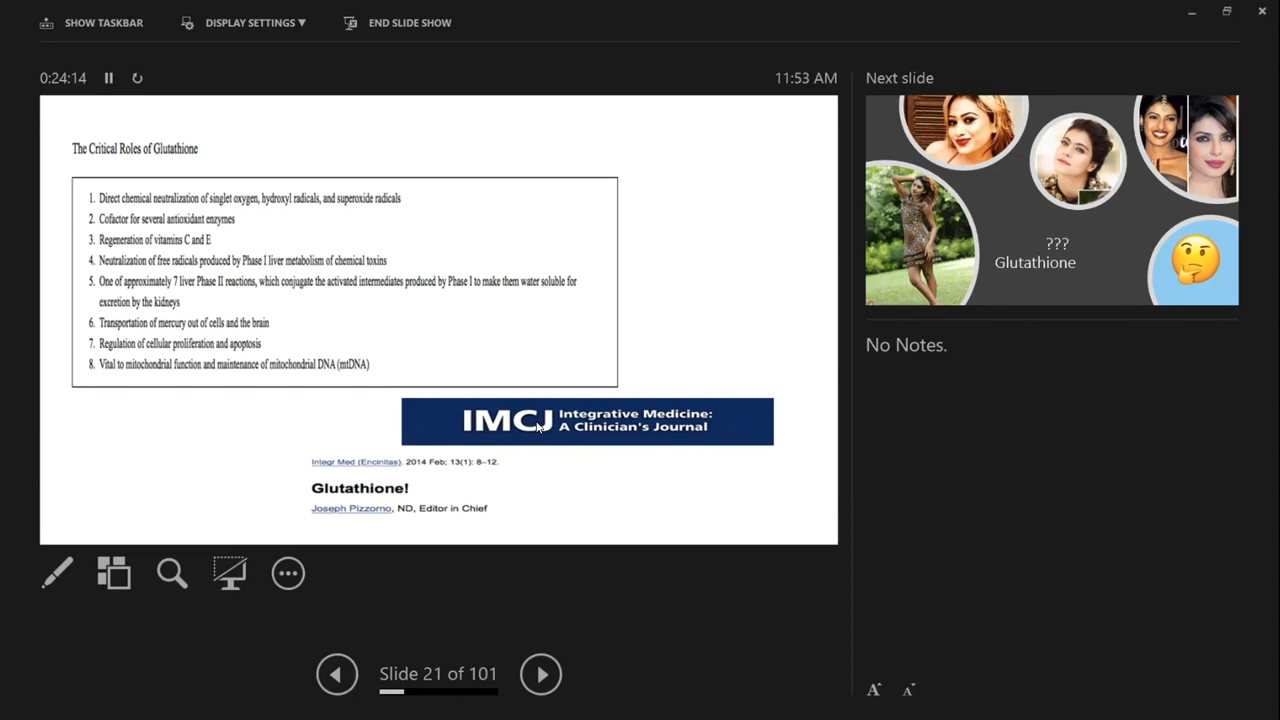 SHOW TASKBAR
DISPLAY SETTINGS ▼
END SLIDE SHOW
0:24:14
11:53 AM
Next slide
The Critical Roles of Glutathione
1. Direct chemical neutralization of singlet oxygen, hydroxyl radicals, and superoxide radicals
2. Cofactor for several antioxidant enzymes
3. Regeneration of vitamins C and E
4. Neutralization of free radicals produced by Phase I liver metabolism of chemical toxins
5. One of approximately 7 liver Phase II reactions, which conjugate the activated intermediates produced by Phase I to make them water soluble for
excretion by the kidneys
6. Transportation of mercury out of cells and the brain
7. Regulation of cellular proliferation and apoptosis
8. Vital to mitochondrial function and maintenance of mitochondrial DNA (mtDNA)
IMCJ
Integrative Medicine:
A Clinician's Journal
Integr Med (Encinitas). 2014 Feb; 13(1): 8–12.
Glutathione!
Joseph Pizzorno, ND, Editor in Chief
???
Glutathione
No Notes.
Slide 21 of 101
A A